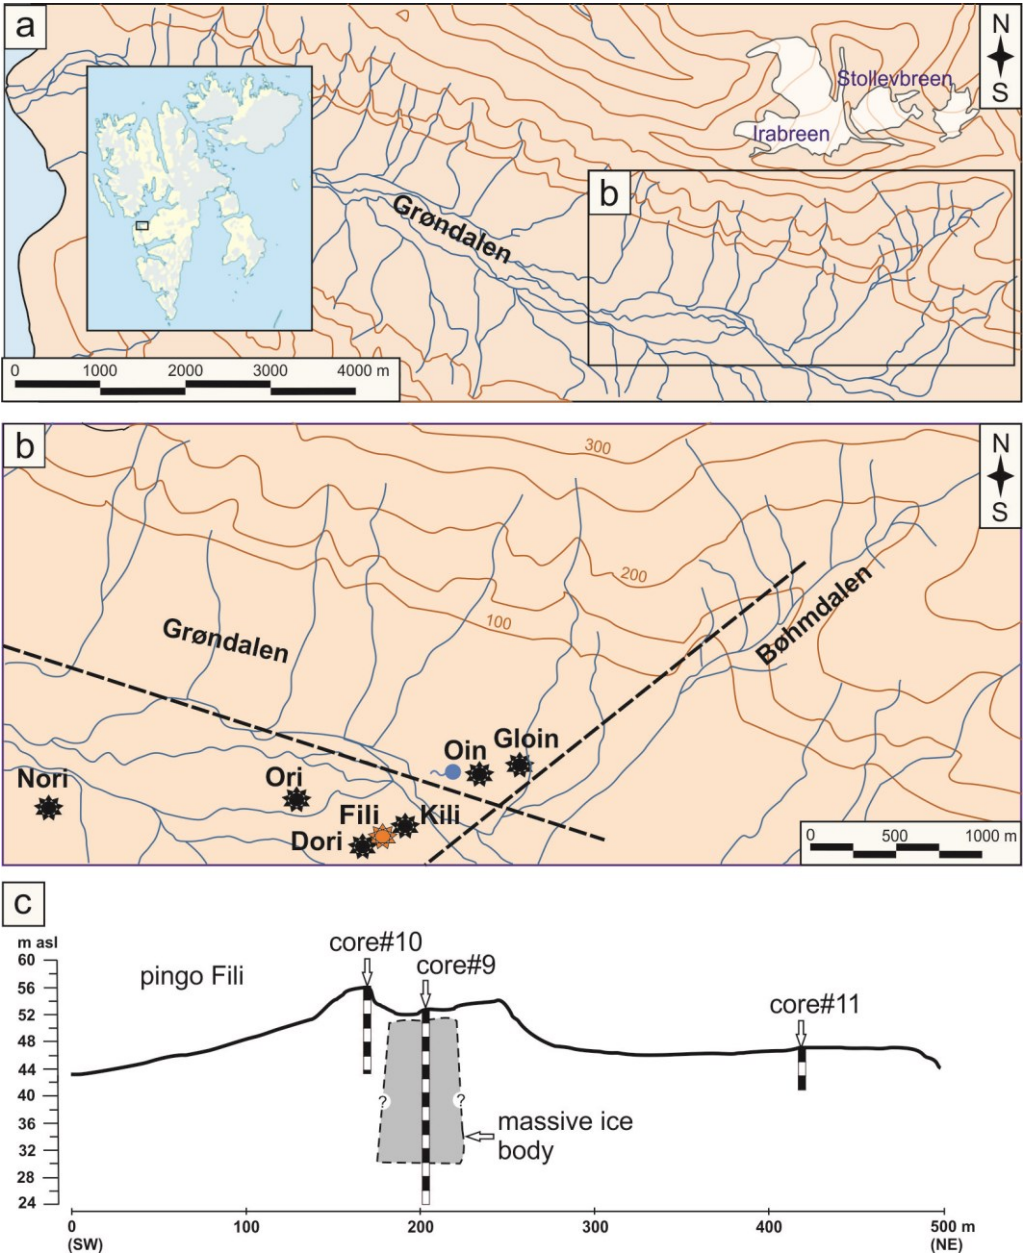 a
N
S
Stollevbreen
Irabreen
b
Grøndalen
0 1000 2000 3000 4000 m
b
N
S
300
200
100
Grøndalen
Bøhmdalen
Oin
Gloin
Nori
Ori
Fili
Kili
Dori
0 500 1000 m
c
m asl
60
56
52
48
44
40
36
32
28
24
pingo Fili
core#10
core#9
core#11
? ?
massive ice
body
0 100 200 300 400 500 m
(SW) (NE)